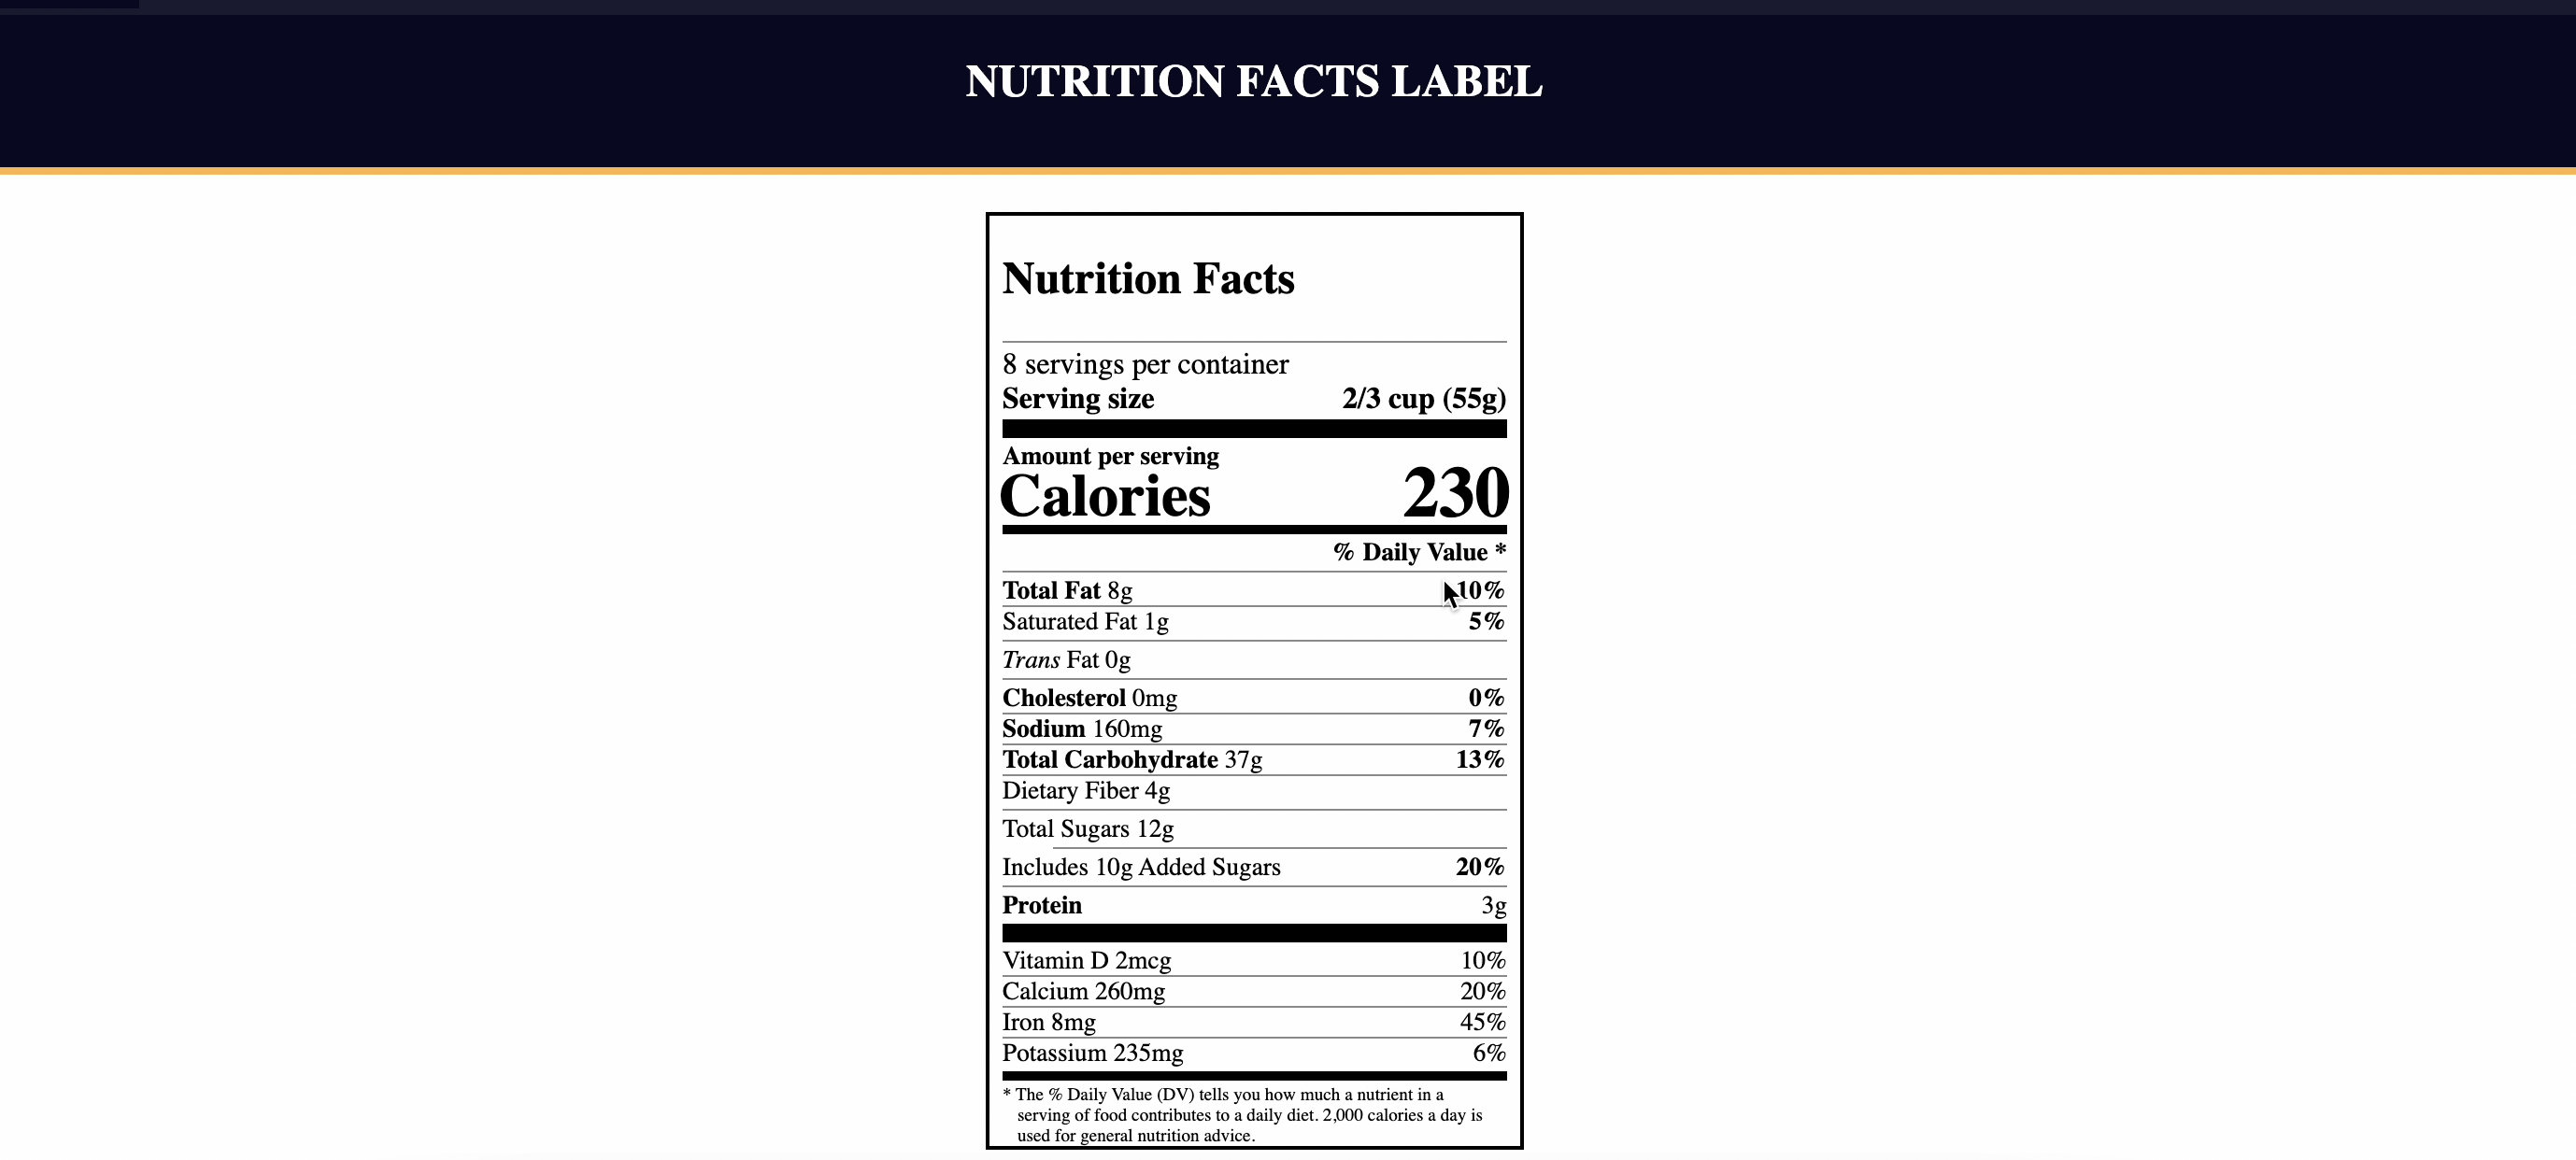 NUTRITION FACTS LABEL
Nutrition Facts
8 servings per container
Serving size 2/3 cup (55g)
Amount per serving
Calories 230
% Daily Value *
Total Fat 8g 10%
Saturated Fat 1g 5%
Trans Fat 0g
Cholesterol 0mg 0%
Sodium 160mg 7%
Total Carbohydrate 37g 13%
Dietary Fiber 4g
Total Sugars 12g
Includes 10g Added Sugars 20%
Protein 3g
Vitamin D 2mcg 10%
Calcium 260mg 20%
Iron 8mg 45%
Potassium 235mg 6%
* The % Daily Value (DV) tells you how much a nutrient in a
serving of food contributes to a daily diet. 2,000 calories a day is
used for general nutrition advice.